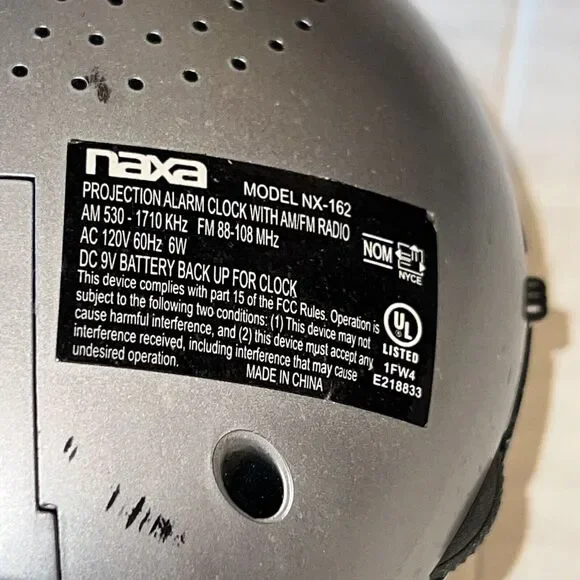 naxa
MODEL NX-162
PROJECTION ALARM CLOCK WITH AM/FM RADIO
AM 530 - 1710 KHz FM 88-108 MHz
AC 120V 60Hz 6W
DC 9V BATTERY BACK UP FOR CLOCK
This device complies with part 15 of the FCC Rules. Operation is
subject to the following two conditions: (1) This device may not
cause harmful interference, and (2) this device must accept any
interference received, including interference that may cause
undesired operation.
MADE IN CHINA
NOM
NYCE
UL
LISTED
1FW4
E218833